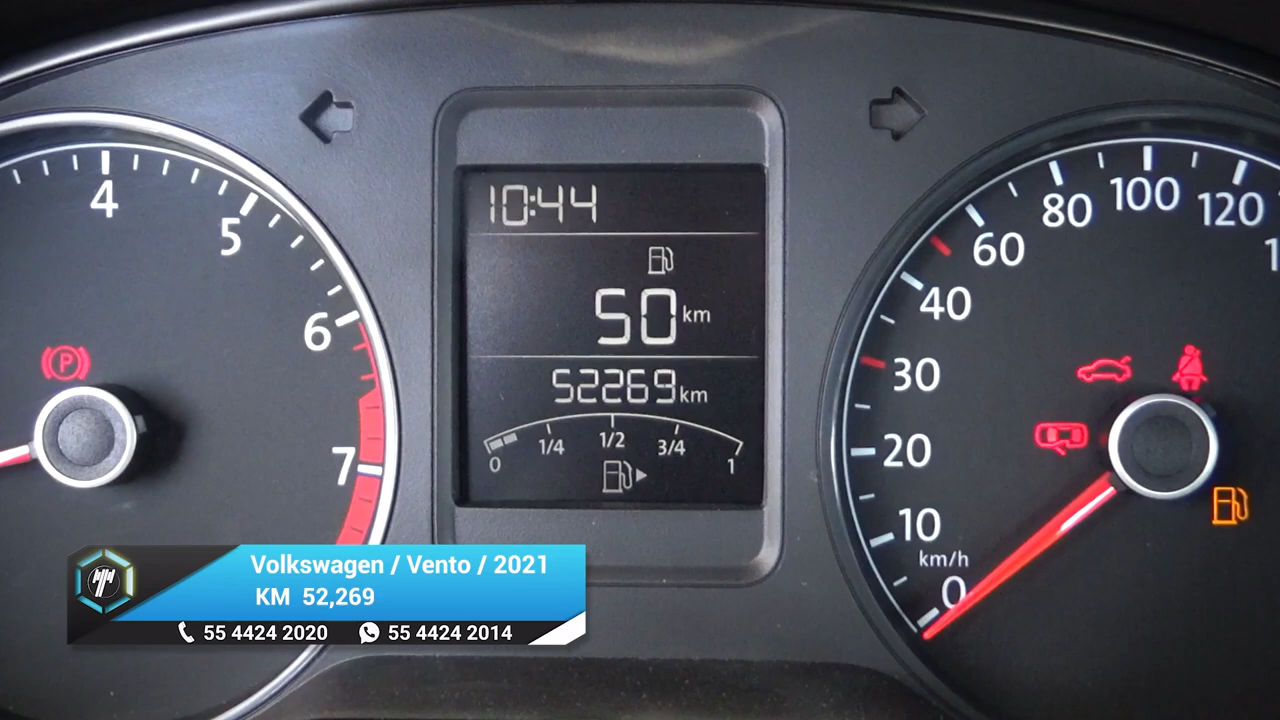 4
5
6
7
P
10:44
50 km
52269 km
0 1/4 1/2 3/4 1
0
10
20
30
40
60
80
100
120
1
km/h
Volkswagen / Vento / 2021
KM 52,269
55 4424 2020 55 4424 2014